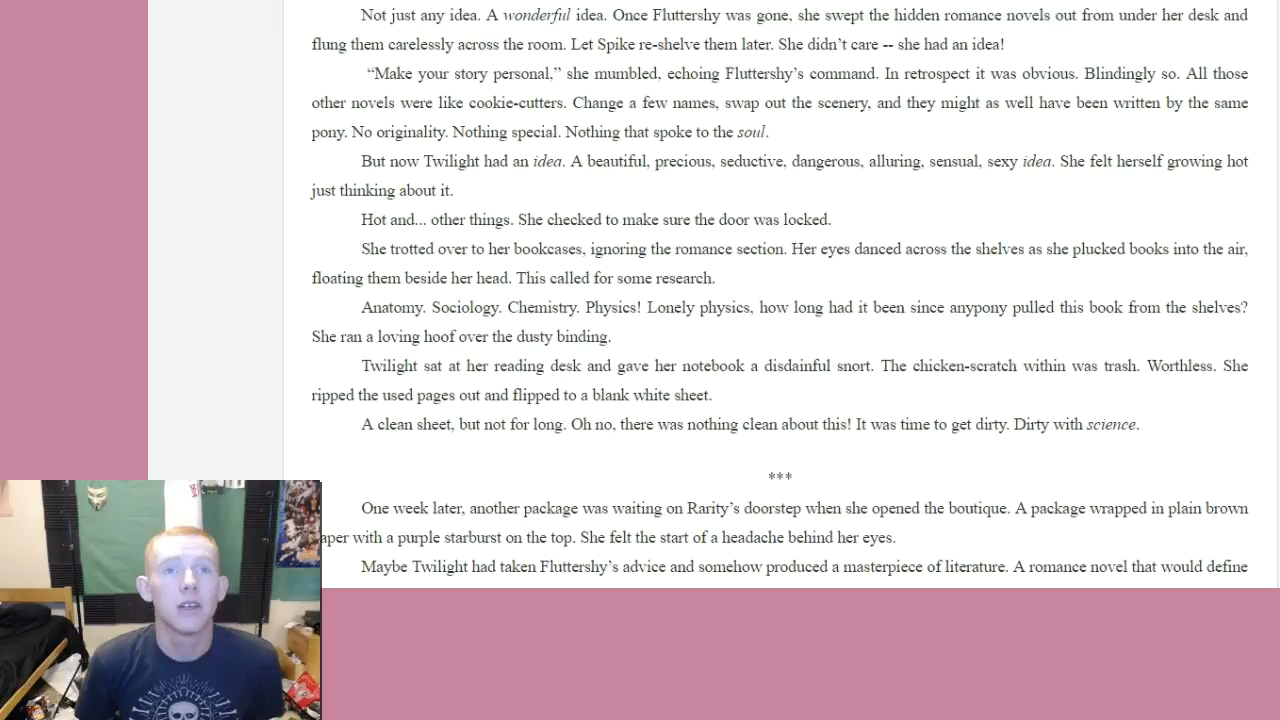 Not just any idea. A wonderful idea. Once Fluttershy was gone, she swept the hidden romance novels out from under her desk and
flung them carelessly across the room. Let Spike re-shelve them later. She didn’t care -- she had an idea!
“Make your story personal,” she mumbled, echoing Fluttershy’s command. In retrospect it was obvious. Blindingly so. All those
other novels were like cookie-cutters. Change a few names, swap out the scenery, and they might as well have been written by the same
pony. No originality. Nothing special. Nothing that spoke to the soul.
But now Twilight had an idea. A beautiful, precious, seductive, dangerous, alluring, sensual, sexy idea. She felt herself growing hot
just thinking about it.
Hot and... other things. She checked to make sure the door was locked.
She trotted over to her bookcases, ignoring the romance section. Her eyes danced across the shelves as she plucked books into the air,
floating them beside her head. This called for some research.
Anatomy. Sociology. Chemistry. Physics! Lonely physics, how long had it been since anypony pulled this book from the shelves?
She ran a loving hoof over the dusty binding.
Twilight sat at her reading desk and gave her notebook a disdainful snort. The chicken-scratch within was trash. Worthless. She
ripped the used pages out and flipped to a blank white sheet.
A clean sheet, but not for long. Oh no, there was nothing clean about this! It was time to get dirty. Dirty with science.
***
One week later, another package was waiting on Rarity’s doorstep when she opened the boutique. A package wrapped in plain brown
aper with a purple starburst on the top. She felt the start of a headache behind her eyes.
Maybe Twilight had taken Fluttershy’s advice and somehow produced a masterpiece of literature. A romance novel that would define